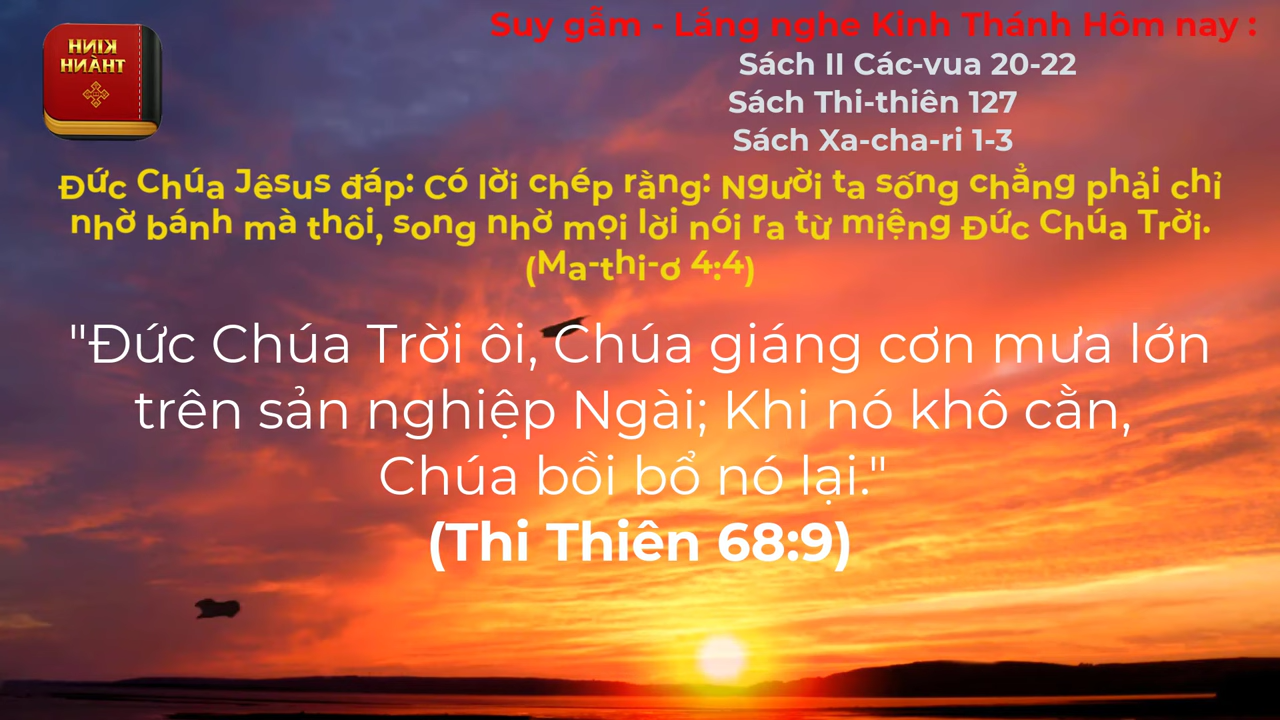 KINH
THÁNH
Suy gẫm - Lắng nghe Kinh Thánh Hôm nay :
Sách II Các-vua 20-22
Sách Thi-thiên 127
Sách Xa-cha-ri 1-3
Đức Chúa Jêsus đáp: Có lời chép rằng: Người ta sống chẳng phải chỉ
nhờ bánh mà thôi, song nhờ mọi lời nói ra từ miệng Đức Chúa Trời.
(Ma-thi-ơ 4:4)
"Đức Chúa Trời ôi, Chúa giáng cơn mưa lớn
trên sản nghiệp Ngài; Khi nó khô cằn,
Chúa bồi bổ nó lại."
(Thi Thiên 68:9)